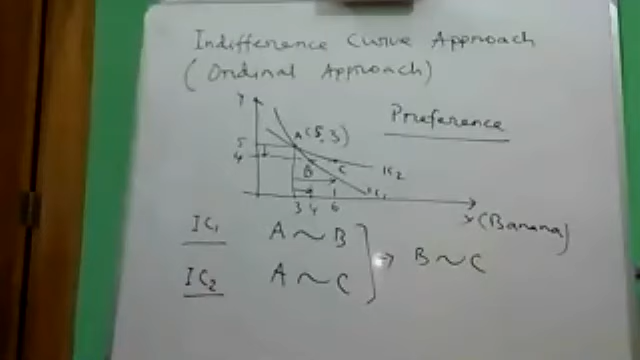 Indifference Curve Approach
(Ordinal Approach)
Y
Preference
5
A(5,3)
4
B
C
IC2
IC1
3 4 6
X(Banana)
IC1 A ~ B
B ~ C
IC2 A ~ C